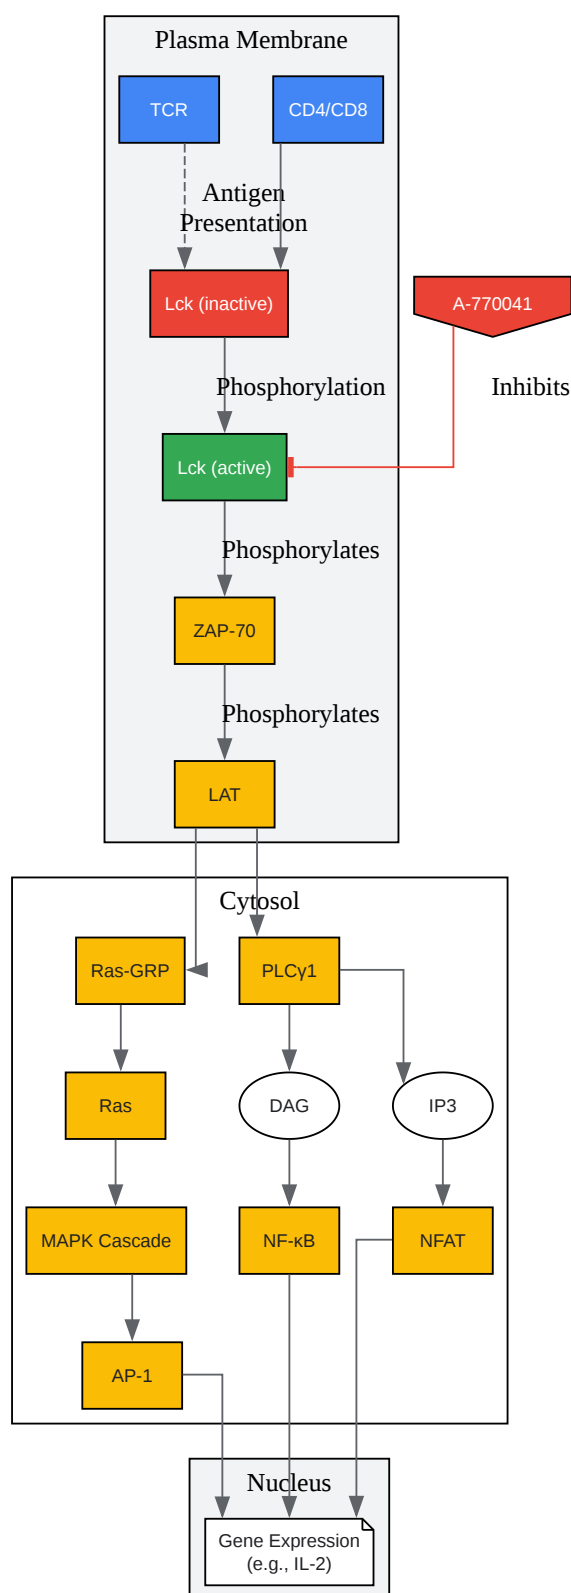 Plasma Membrane
TCR
CD4/CD8
Antigen
Presentation
Lck (inactive)
A-770041
Phosphorylation
Inhibits
Lck (active)
Phosphorylates
ZAP-70
Phosphorylates
LAT
Cytosol
Ras-GRP
PLCγ1
Ras
DAG
IP3
MAPK Cascade
NF-κB
NFAT
AP-1
Nucleus
Gene Expression
(e.g., IL-2)